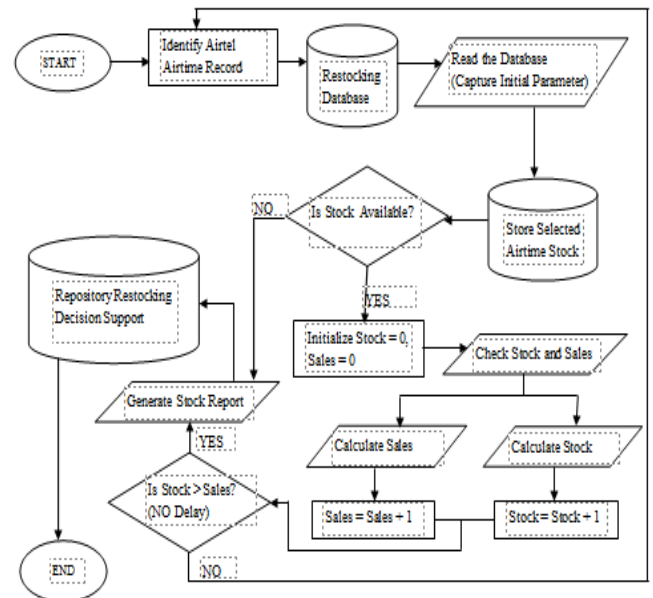 START
Identify Airtel
Airtime Record
Restocking
Database
Read the Database
(Capture Initial Parameter)
Store Selected
Airtime Stock
Is Stock Available?
NO
YES
Repository Restocking
Decision Support
Initialize Stock = 0,
Sales = 0
Check Stock and Sales
Generate Stock Report
Calculate Sales
Calculate Stock
YES
Is Stock > Sales?
(NO Delay)
Sales = Sales + 1
Stock = Stock + 1
NO
END